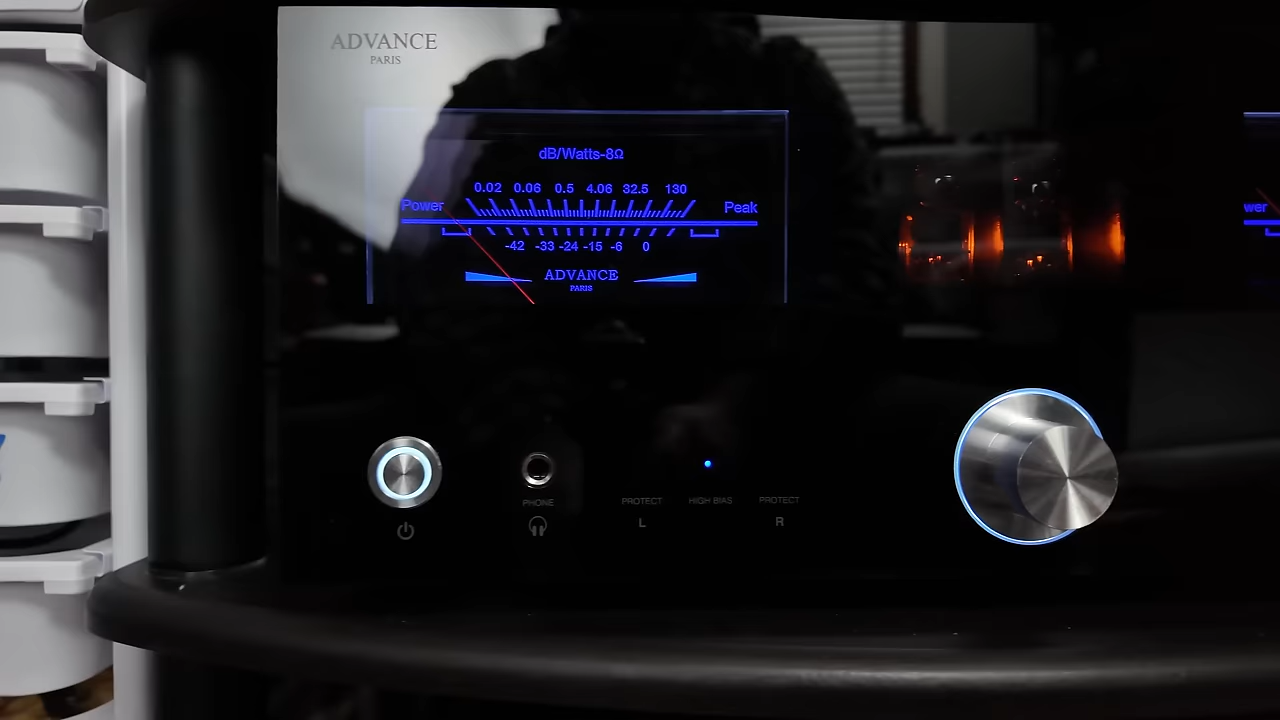 ADVANCE
PARIS
dB/Watts-8Ω
0.02 0.06 0.5 4.06 32.5 130
Power Peak
-42 -33 -24 -15 -6 0
ADVANCE
PARIS
wer
PHONE
PROTECT HIGH BIAS PROTECT
L R